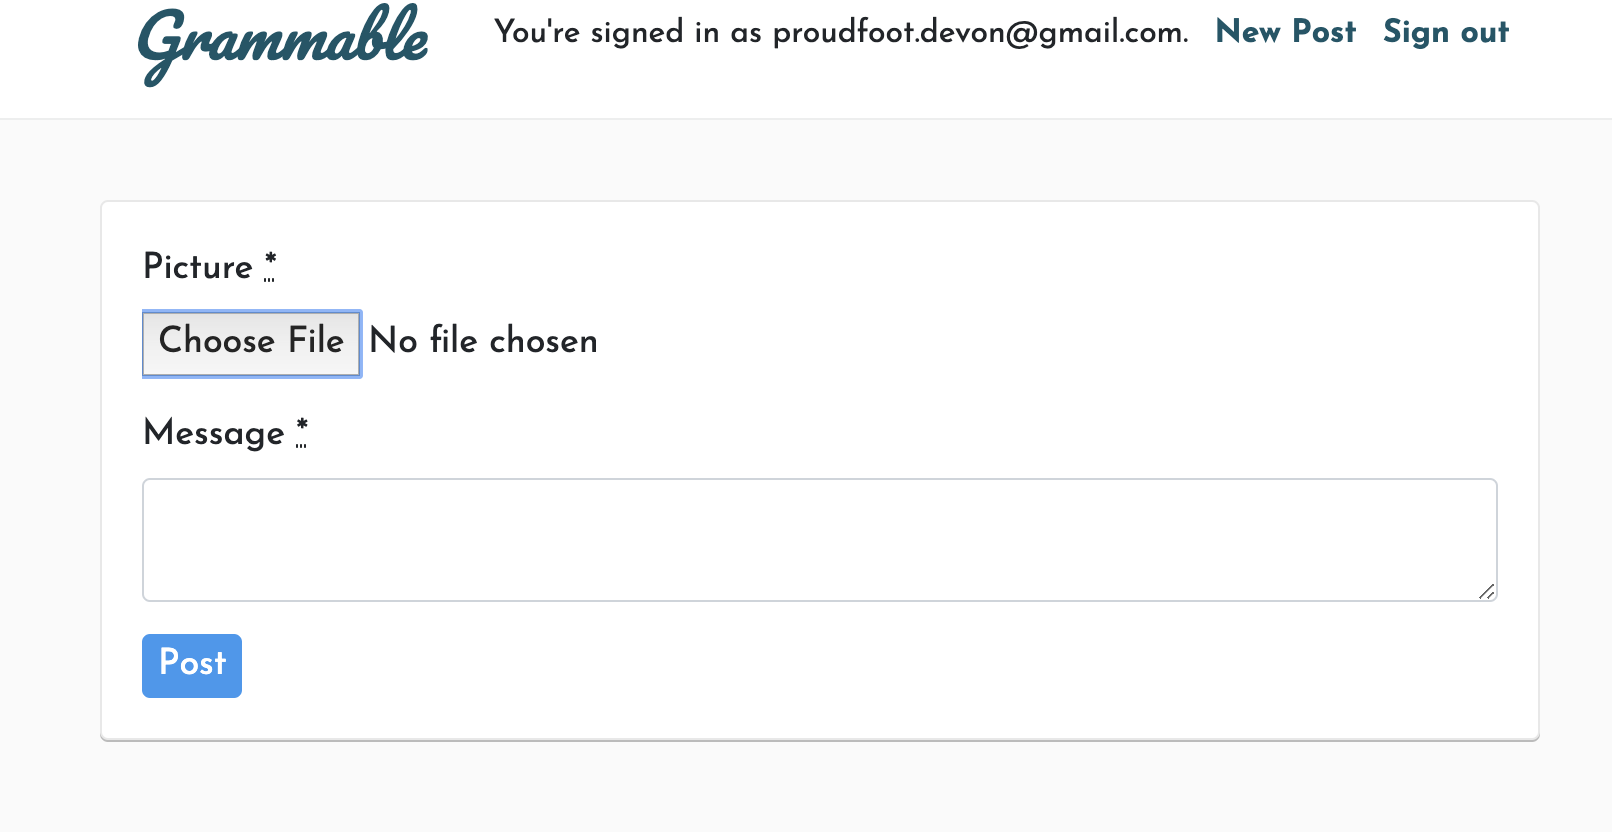 Grammable You're signed in as proudfoot.devon@gmail.com. New Post Sign out
Picture *
Choose File No file chosen
Message *
Post